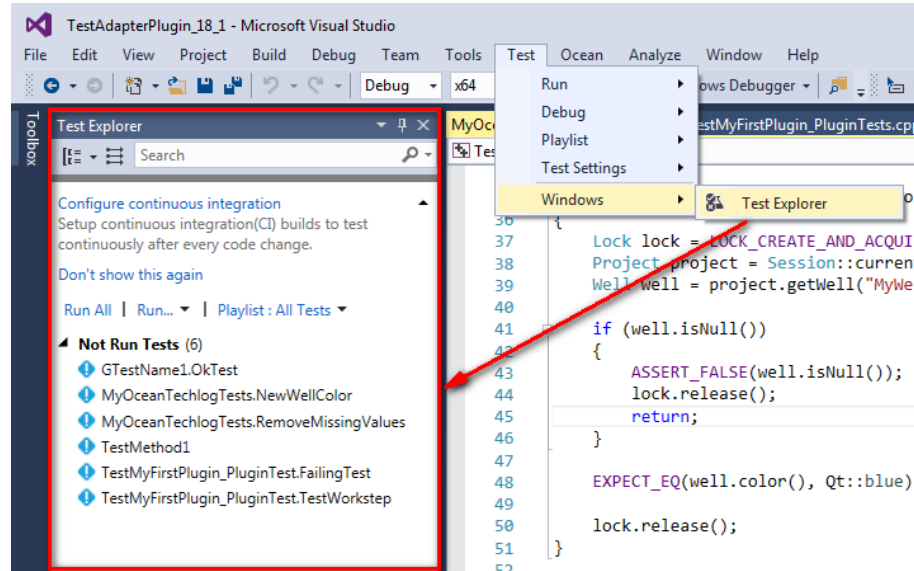 TestAdapterPlugin_18_1 - Microsoft Visual Studio
File Edit View Project Build Debug Team Tools Test Ocean Analyze Window Help
Debug x64 ows Debugger
Toolbox
Test Explorer
Search
Configure continuous integration
Setup continuous integration(CI) builds to test
continuously after every code change.
Don't show this again
Run All | Run... | Playlist : All Tests
Not Run Tests (6)
GTestName1.OkTest
MyOceanTechlogTests.NewWellColor
MyOceanTechlogTests.RemoveMissingValues
TestMethod1
TestMyFirstPlugin_PluginTest.FailingTest
TestMyFirstPlugin_PluginTest.TestWorkstep
Run
Debug
Playlist
Test Settings
Windows
Test Explorer
MyOc
estMyFirstPlugin_PluginTests.cpp
Tes
36 {
37 Lock lock = LOCK_CREATE_AND_ACQUI
38 Project project = Session::curren
39 Well well = project.getWell("MyWe
40
41 if (well.isNull())
42 {
43 ASSERT_FALSE(well.isNull());
44 lock.release();
45 return;
46 }
47
48 EXPECT_EQ(well.color(), Qt::blue)
49
50 lock.release();
51 }
52